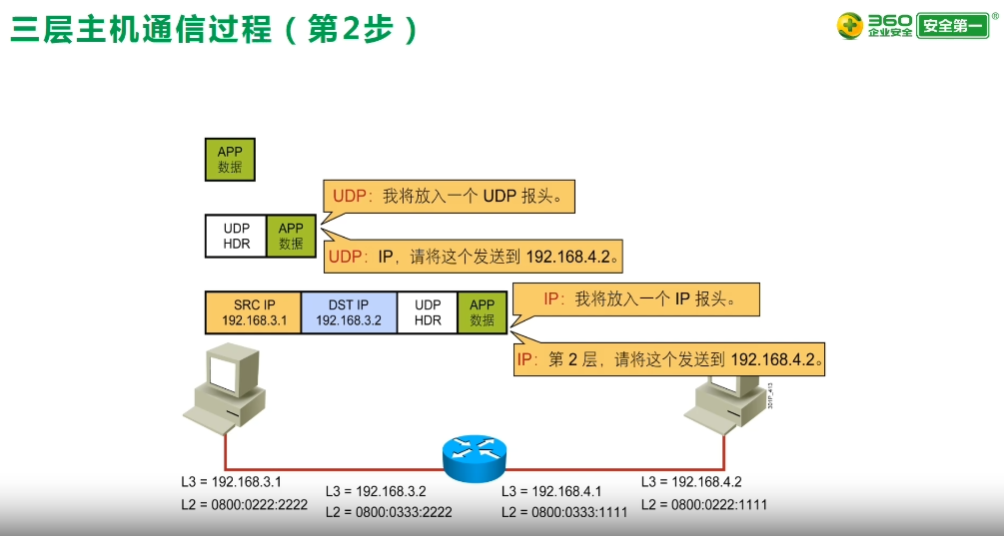 三层主机通信过程（第2步）
360
企业安全
安全第一
®
APP
数据
UDP：我将放入一个 UDP 报头。
UDP
HDR
APP
数据
UDP：IP，请将这个发送到 192.168.4.2。
SRC IP
192.168.3.1
DST IP
192.168.3.2
UDP
HDR
APP
数据
IP：我将放入一个 IP 报头。
IP：第 2 层，请将这个发送到 192.168.4.2。
L3 = 192.168.3.1
L2 = 0800:0222:2222
L3 = 192.168.3.2
L2 = 0800:0333:2222
L3 = 192.168.4.1
L2 = 0800:0333:1111
L3 = 192.168.4.2
L2 = 0800:0222:1111